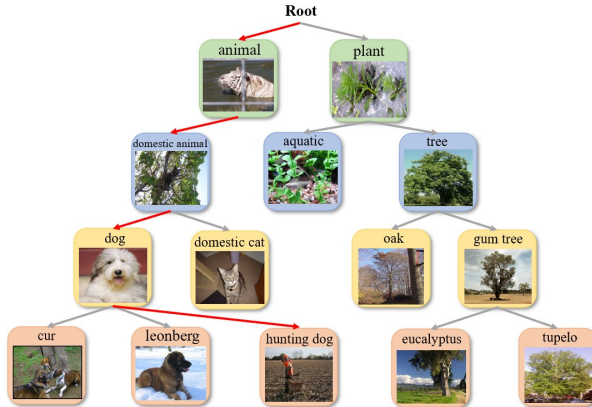 Root
animal
plant
domestic animal
aquatic
tree
dog
domestic cat
oak
gum tree
cur
leonberg
hunting dog
eucalyptus
tupelo